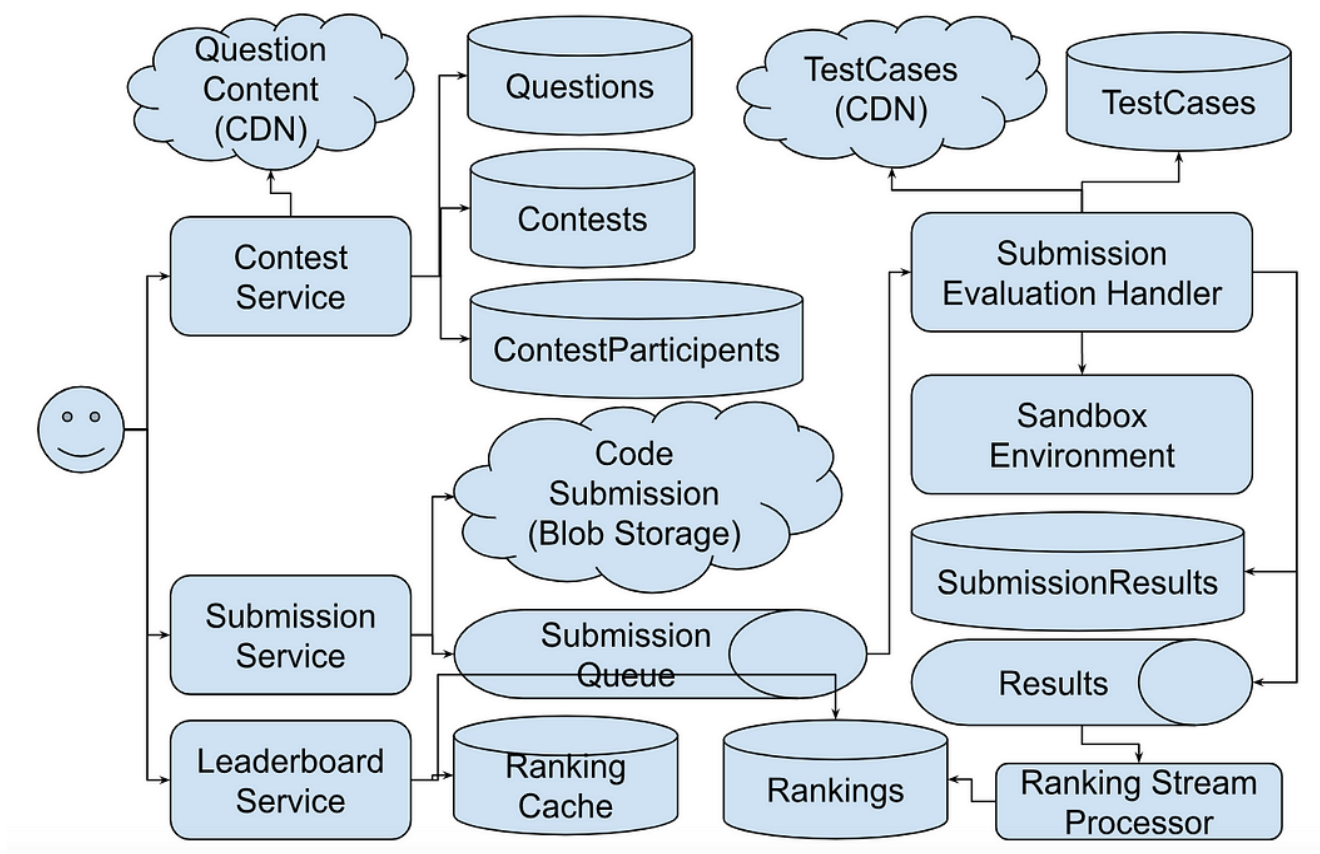 Question
Content
(CDN)
Questions
TestCases
(CDN)
TestCases
Contest
Service
Contests
ContestParticipents
Submission
Evaluation Handler
Sandbox
Environment
Code
Submission
(Blob Storage)
SubmissionResults
Submission
Service
Submission
Queue
Results
Leaderboard
Service
Ranking
Cache
Rankings
Ranking Stream
Processor